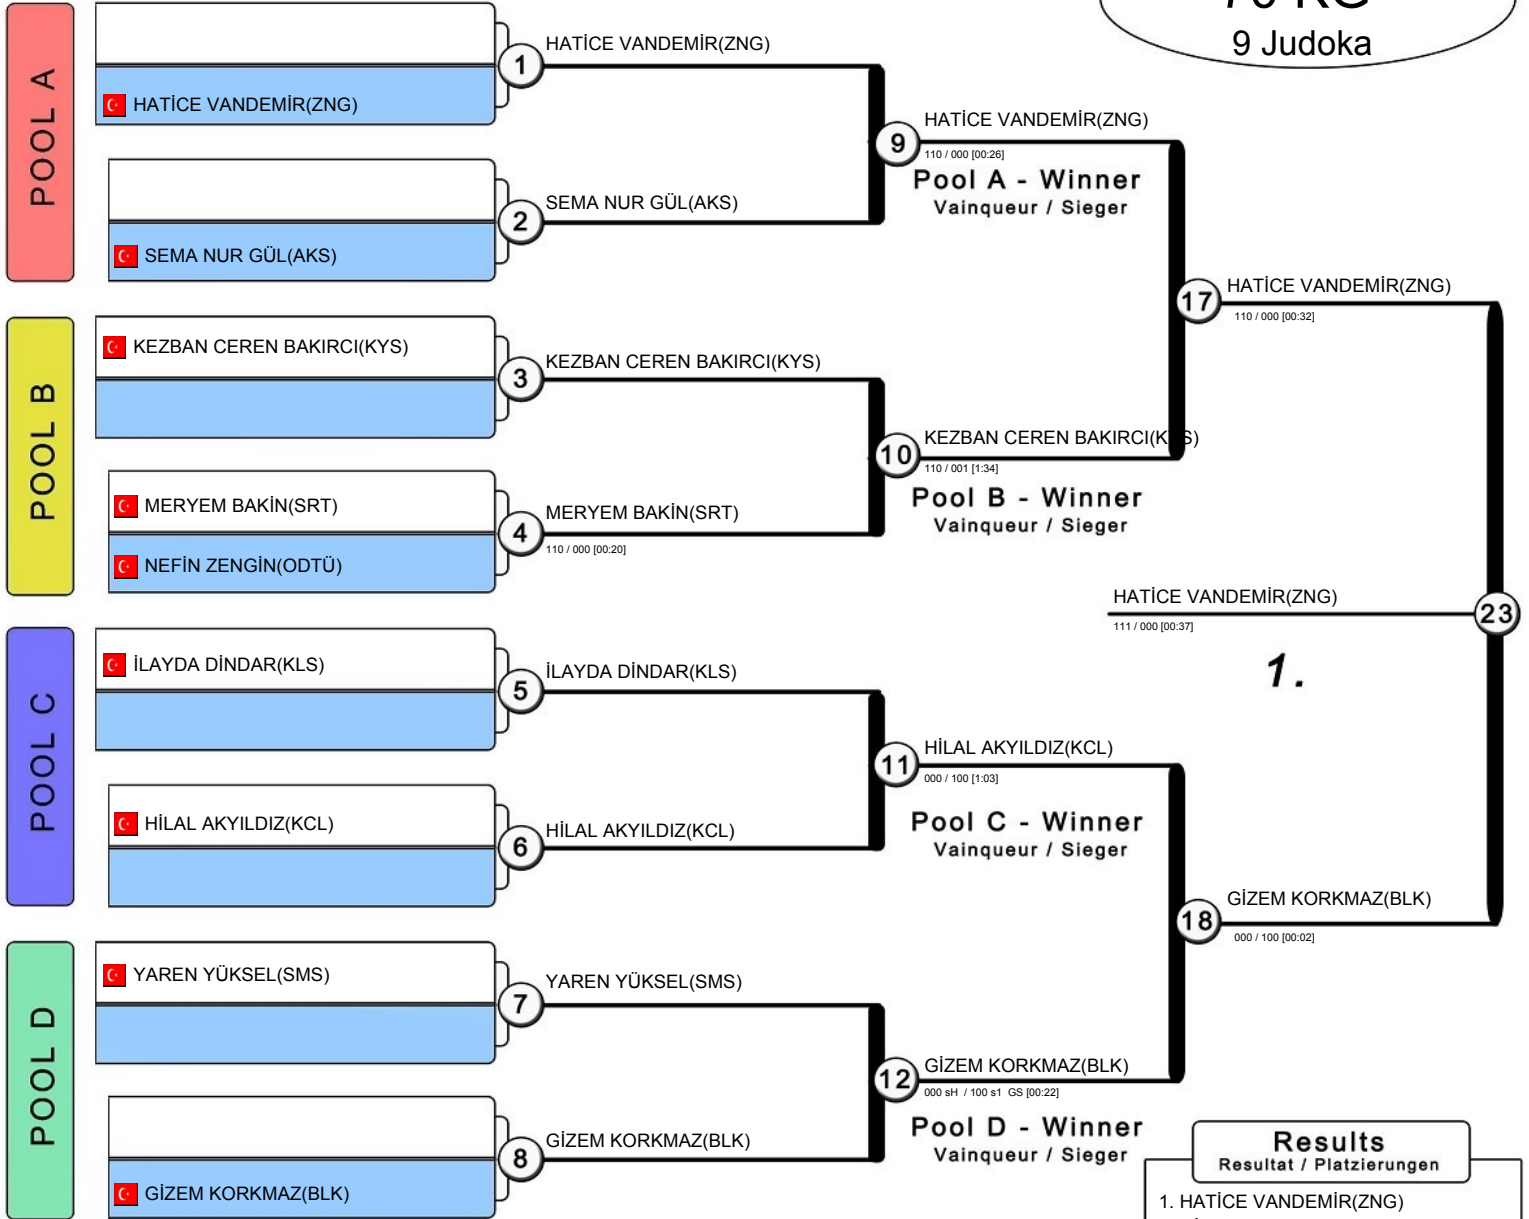 70 KG
9 Judoka
POOL A
HATİCE VANDEMİR(ZNG)
SEMA NUR GÜL(AKS)
1
HATİCE VANDEMİR(ZNG)
2
SEMA NUR GÜL(AKS)
9
HATİCE VANDEMİR(ZNG)
110 / 000 [00:26]
Pool A - Winner
Vainqueur / Sieger
POOL B
KEZBAN CEREN BAKIRCI(KYS)
MERYEM BAKİN(SRT)
NEFİN ZENGİN(ODTÜ)
3
KEZBAN CEREN BAKIRCI(KYS)
4
MERYEM BAKİN(SRT)
110 / 000 [00:20]
10
KEZBAN CEREN BAKIRCI(KYS)
110 / 001 [1:34]
Pool B - Winner
Vainqueur / Sieger
17
HATİCE VANDEMİR(ZNG)
110 / 000 [00:32]
POOL C
İLAYDA DİNDAR(KLS)
HİLAL AKYILDIZ(KCL)
5
İLAYDA DİNDAR(KLS)
6
HİLAL AKYILDIZ(KCL)
11
HİLAL AKYILDIZ(KCL)
000 / 100 [1:03]
Pool C - Winner
Vainqueur / Sieger
POOL D
YAREN YÜKSEL(SMS)
GİZEM KORKMAZ(BLK)
7
YAREN YÜKSEL(SMS)
8
GİZEM KORKMAZ(BLK)
12
GİZEM KORKMAZ(BLK)
000 sH / 100 s1 GS [00:22]
Pool D - Winner
Vainqueur / Sieger
18
GİZEM KORKMAZ(BLK)
000 / 100 [00:02]
HATİCE VANDEMİR(ZNG)
23
111 / 000 [00:37]
1.
Results
Resultat / Platzierungen
1. HATİCE VANDEMİR(ZNG)